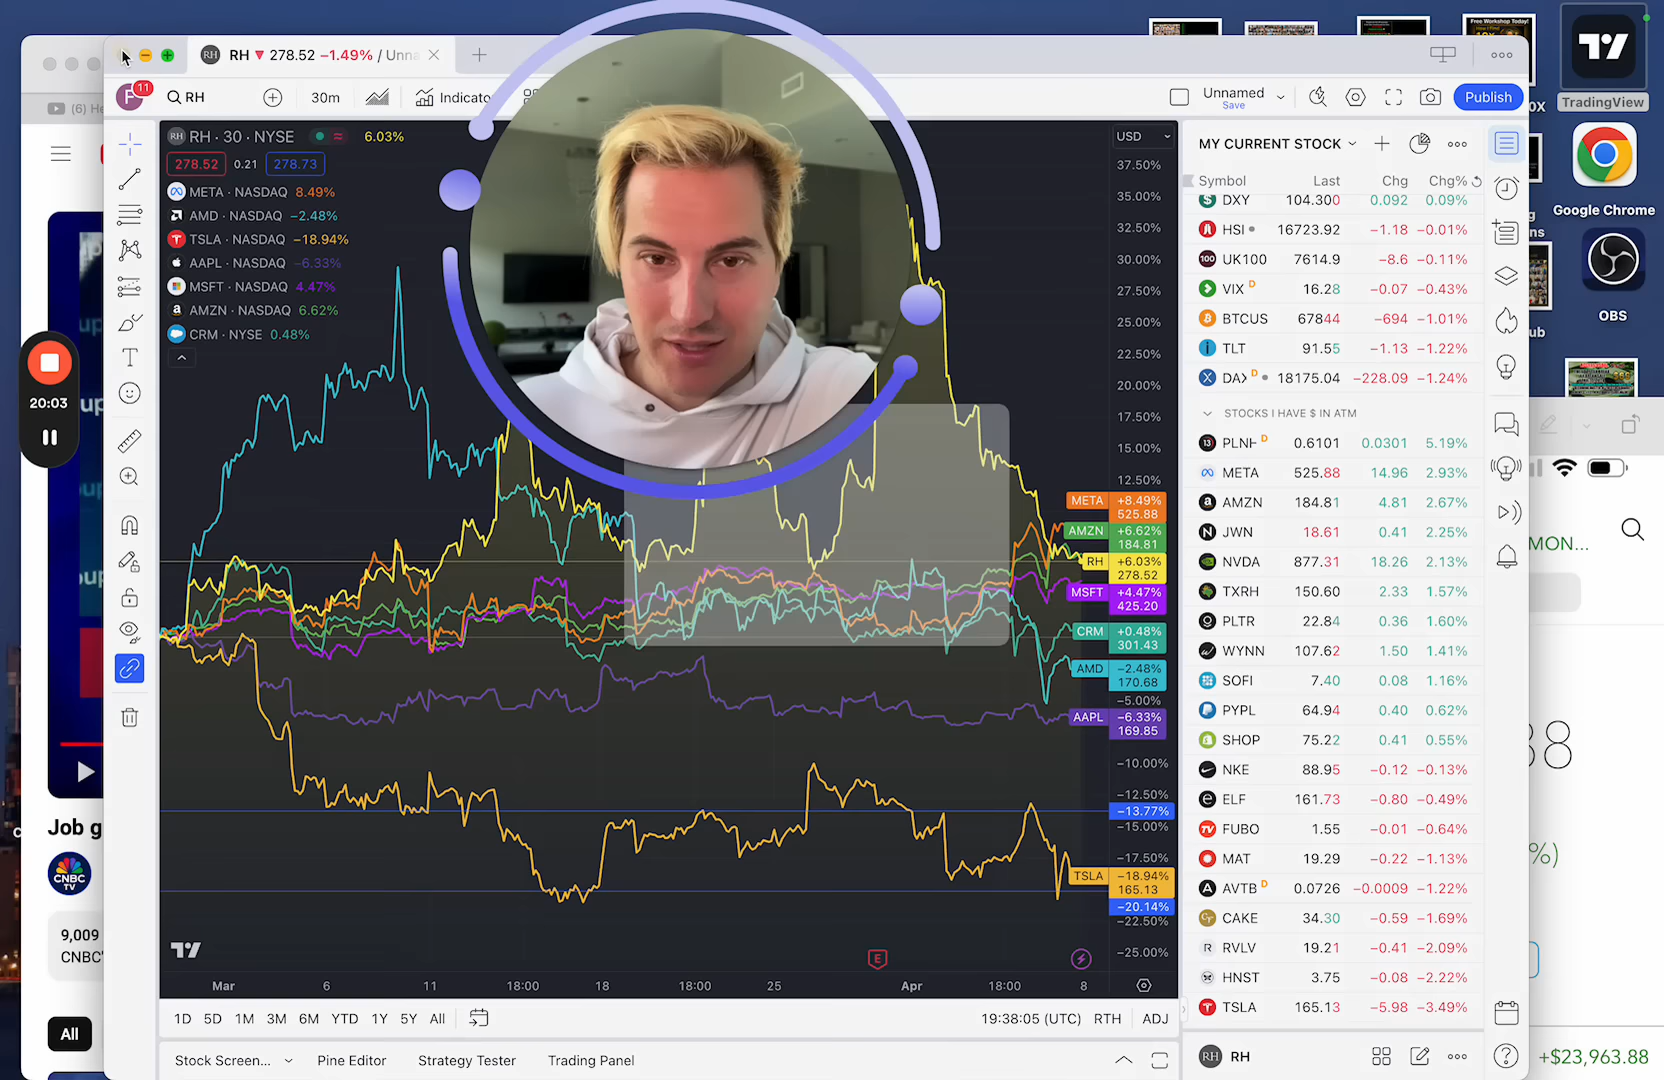 RH 278.52 −1.49% / Unna
TradingView
11
RH
30m
Indicato
Unnamed
Save
Publish
RH · 30 · NYSE 6.03%
278.52 0.21 278.73
META · NASDAQ 8.49%
AMD · NASDAQ −2.48%
TSLA · NASDAQ −18.94%
AAPL · NASDAQ −6.33%
MSFT · NASDAQ 4.47%
AMZN · NASDAQ 6.62%
CRM · NYSE 0.48%
USD
37.50%
35.00%
32.50%
30.00%
27.50%
25.00%
22.50%
20.00%
17.50%
15.00%
12.50%
META +8.49%
525.88
AMZN +6.62%
184.81
RH +6.03%
278.52
MSFT +4.47%
425.20
CRM +0.48%
301.43
AMD −2.48%
170.68
−5.00%
AAPL −6.33%
169.85
−10.00%
−12.50%
−13.77%
−15.00%
−17.50%
TSLA −18.94%
165.13
−20.14%
−22.50%
−25.00%
Mar 6 11 18:00 18 18:00 25 Apr 18:00 8
1D 5D 1M 3M 6M YTD 1Y 5Y All
19:38:05 (UTC) RTH ADJ
Stock Screen... Pine Editor Strategy Tester Trading Panel
MY CURRENT STOCK
Symbol Last Chg Chg%
DXY 104.300 0.092 0.09%
HSI 16723.92 −1.18 −0.01%
UK100 7614.9 −8.6 −0.11%
VIX D 16.28 −0.07 −0.43%
BTCUS 67844 −694 −1.01%
TLT 91.55 −1.13 −1.22%
DAX D 18175.04 −228.09 −1.24%
STOCKS I HAVE $ IN ATM
PLNH D 0.6101 0.0301 5.19%
META 525.88 14.96 2.93%
AMZN 184.81 4.81 2.67%
JWN 18.61 0.41 2.25%
NVDA 877.31 18.26 2.13%
TXRH 150.60 2.33 1.57%
PLTR 22.84 0.36 1.60%
WYNN 107.62 1.50 1.41%
SOFI 7.40 0.08 1.16%
PYPL 64.94 0.40 0.62%
SHOP 75.22 0.41 0.55%
NKE 88.95 −0.12 −0.13%
ELF 161.73 −0.80 −0.49%
FUBO 1.55 −0.01 −0.64%
MAT 19.29 −0.22 −1.13%
AVTB D 0.0726 −0.0009 −1.22%
CAKE 34.30 −0.59 −1.69%
RVLV 19.21 −0.41 −2.09%
HNST 3.75 −0.08 −2.22%
TSLA 165.13 −5.98 −3.49%
RH RH
20:03
Job g
CNBC
TV
9,009
CNBC'
All
Google Chrome
OBS
Free Workshop Today!
MON...
%)
+$23,963.88